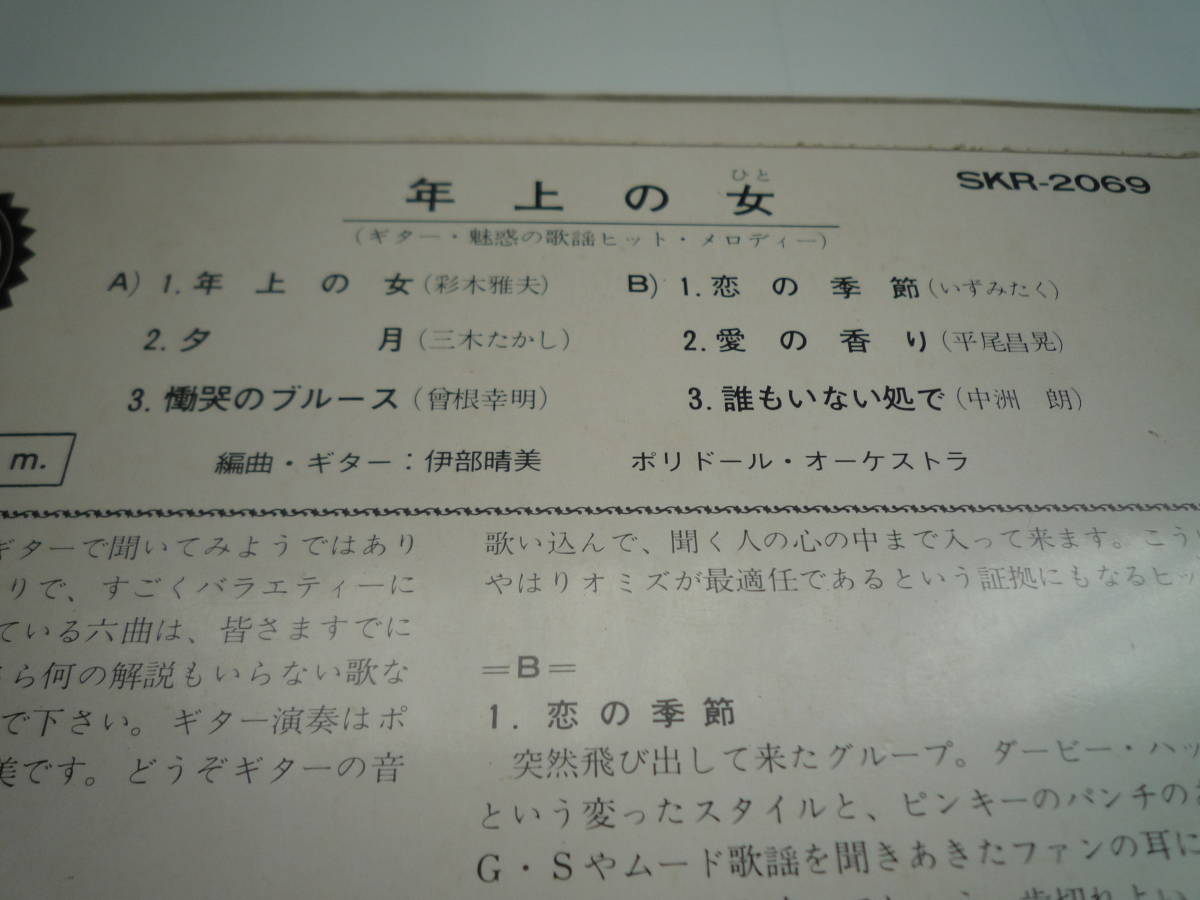 年上の女
ひと
SKR-2069
(ギター・魅惑の歌謡ヒット・メロディー)
A) 1. 年上の女 (彩木雅夫)
2. 夕月 (三木たかし)
3. 慟哭のブルース (曾根幸明)
B) 1. 恋の季節 (いずみたく)
2. 愛の香り (平尾昌晃)
3. 誰もいない処で (中洲 朗)
m.
編曲・ギター：伊部晴美 ポリドール・オーケストラ
ギターで聞いてみようではあり
りで、すごくバラエティーに
ている六曲は、皆さますでに
ら何の解説もいらない歌な
で下さい。ギター演奏はポ
美です。どうぞギターの音
歌い込んで、聞く人の心の中まで入って来ます。こうい
やはりオミズが最適任であるという証拠にもなるヒッ
=B=
1. 恋の季節
突然飛び出して来たグループ。ダービー・ハッ
という変ったスタイルと、ピンキーのパンチの
G・Sやムード歌謡を聞きあきたファンの耳に
歯切れよい